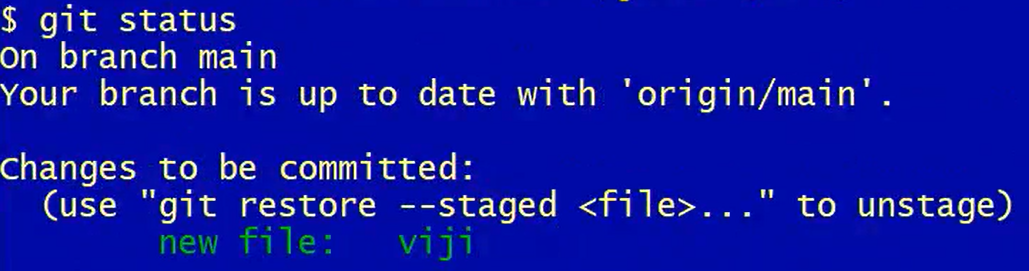 $ git status
On branch main
Your branch is up to date with 'origin/main'.
Changes to be committed:
(use "git restore --staged <file>..." to unstage)
new file: viji